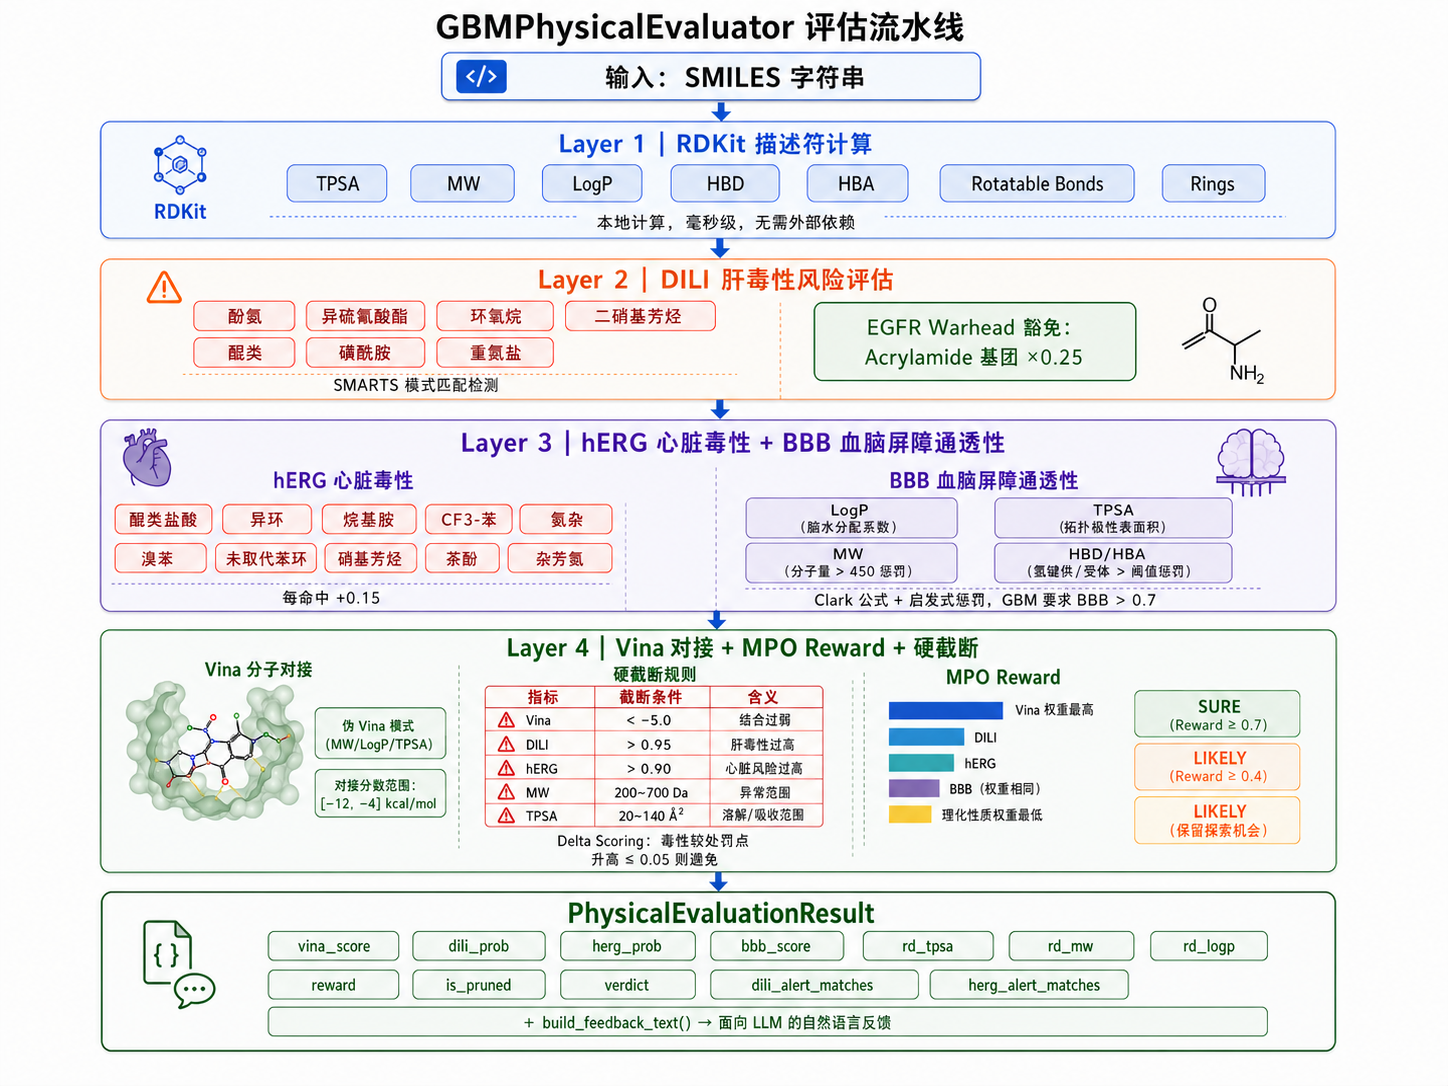 GBMPhysicalEvaluator 评估流水线
</>
输入：SMILES 字符串
Layer 1 | RDKit 描述符计算
RDKit
TPSA
MW
LogP
HBD
HBA
Rotatable Bonds
Rings
本地计算，毫秒级，无需外部依赖
Layer 2 | DILI 肝毒性风险评估
酚氨
异硫氰酸酯
环氧烷
二硝基芳烃
醌类
磺酰胺
重氮盐
SMARTS 模式匹配检测
EGFR Warhead 豁免：
Acrylamide 基团 ×0.25
O
NH2
Layer 3 | hERG 心脏毒性 + BBB 血脑屏障通透性
hERG 心脏毒性
醌类盐酸
异环
烷基胺
CF3-苯
氨杂
溴苯
未取代苯环
硝基芳烃
苯酚
杂芳氮
每命中 +0.15
BBB 血脑屏障通透性
LogP
（脑水分配系数）
TPSA
（拓扑极性表面积）
MW
（分子量 > 450 惩罚）
HBD/HBA
（氢键供/受体 > 阈值惩罚）
Clark 公式 + 启发式惩罚，GBM 要求 BBB > 0.7
Layer 4 | Vina 对接 + MPO Reward + 硬截断
Vina 分子对接
伪 Vina 模式
(MW/LogP/TPSA)
对接分数范围：
[−12, −4] kcal/mol
硬截断规则
指标 截断条件 含义
Vina < −5.0 结合过弱
DILI > 0.95 肝毒性过高
hERG > 0.90 心脏风险过高
MW 200~700 Da 异常范围
TPSA 20~140 Å² 溶解/吸收范围
Delta Scoring：毒性较处罚点
升高 ≤ 0.05 则免
MPO Reward
Vina 权重最高
DILI
hERG
BBB（权重相同）
理化性质权重最低
SURE
(Reward ≥ 0.7)
LIKELY
(Reward ≥ 0.4)
LIKELY
（保留探索机会）
PhysicalEvaluationResult
{ }
vina_score
dili_prob
herg_prob
bbb_score
rd_tpsa
rd_mw
rd_logp
reward
is_pruned
verdict
dili_alert_matches
herg_alert_matches
+ build_feedback_text() → 面向 LLM 的自然语言反馈